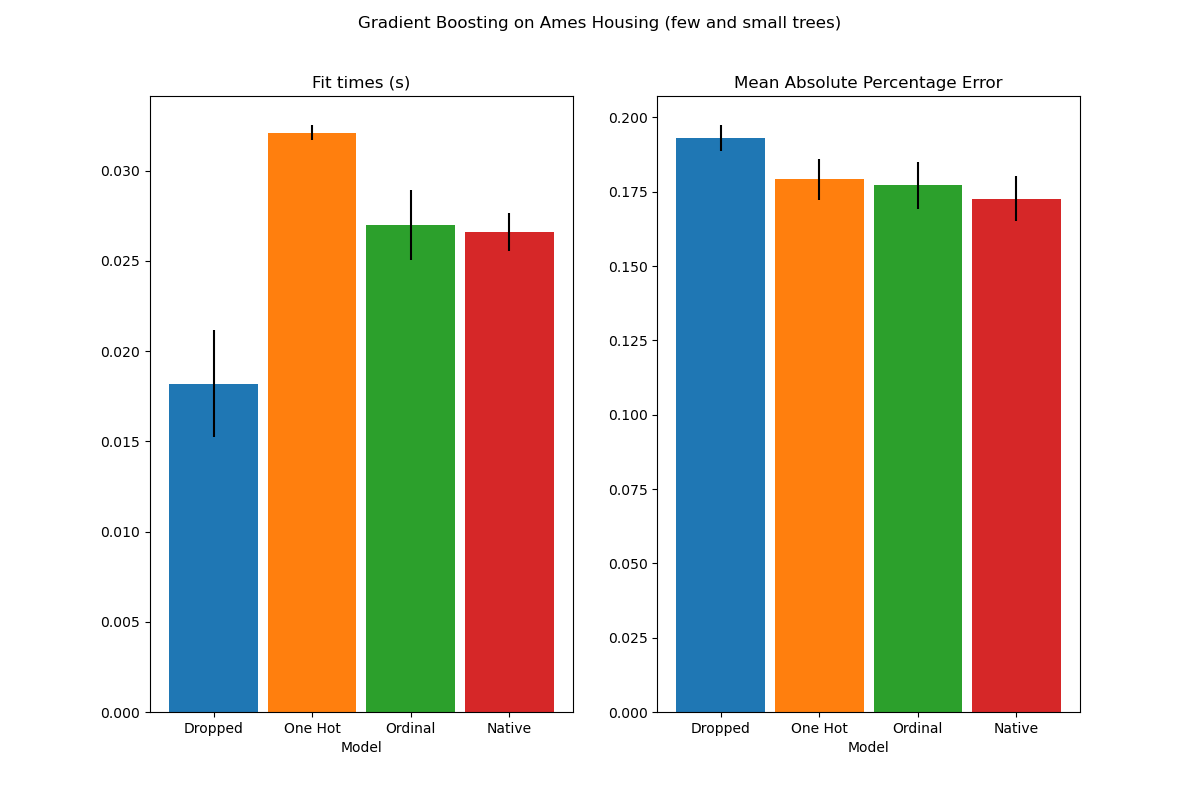 Gradient Boosting on Ames Housing (few and small trees)
Fit times (s)
0.030
0.025
0.020
0.015
0.010
0.005
0.000
Dropped One Hot Ordinal Native
Model
Mean Absolute Percentage Error
0.200
0.175
0.150
0.125
0.100
0.075
0.050
0.025
0.000
Dropped One Hot Ordinal Native
Model